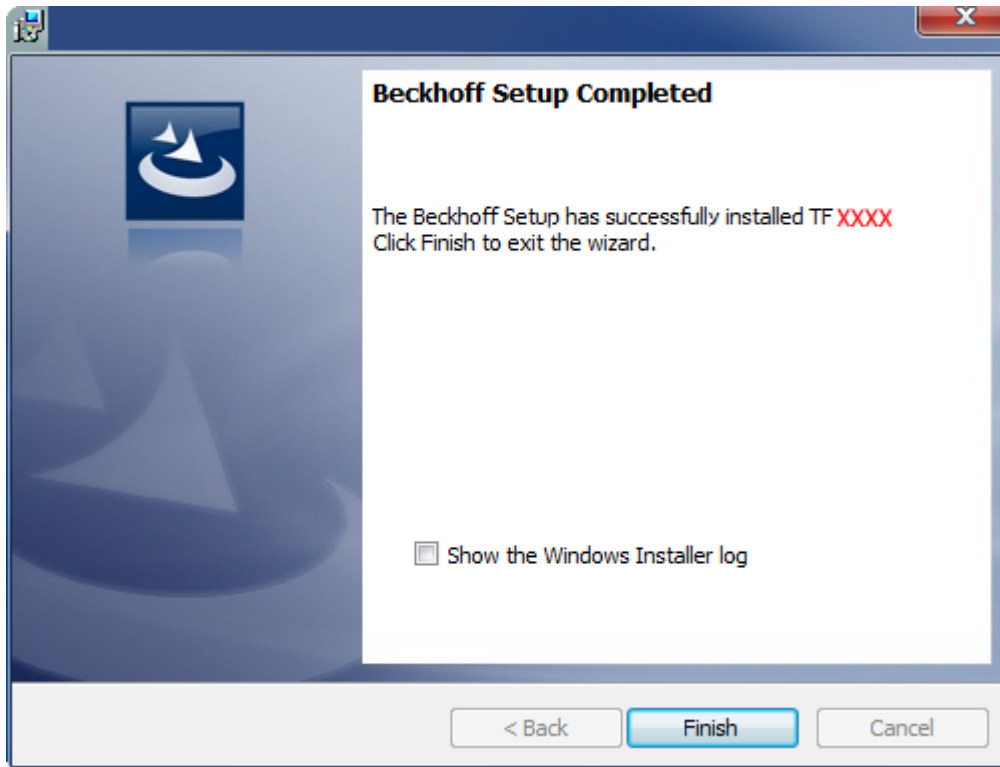 X
Beckhoff Setup Completed
The Beckhoff Setup has successfully installed TF XXXX
Click Finish to exit the wizard.
Show the Windows Installer log
< Back
Finish
Cancel